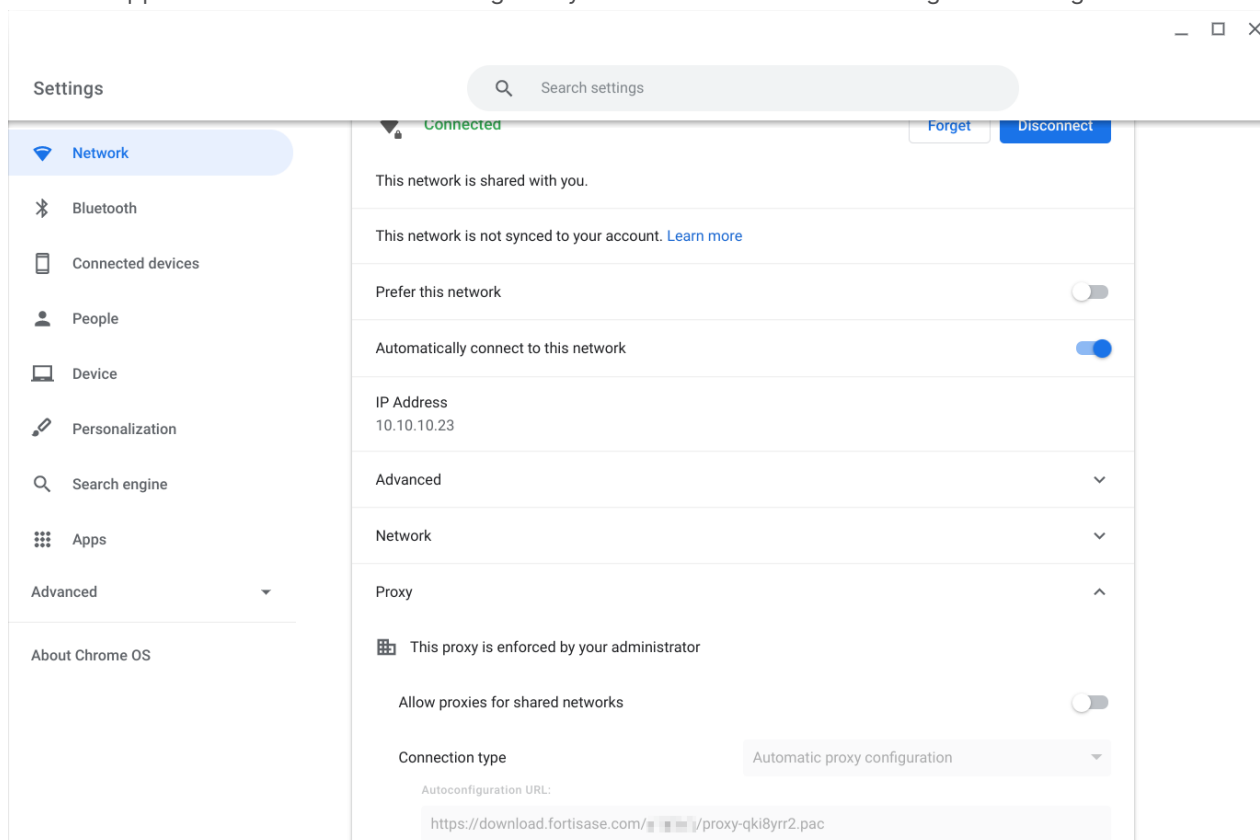 Settings
Search settings
Connected
Forget
Disconnect
Network
Bluetooth
Connected devices
People
Device
Personalization
Search engine
Apps
Advanced
About Chrome OS
This network is shared with you.
This network is not synced to your account. Learn more
Prefer this network
Automatically connect to this network
IP Address
10.10.10.23
Advanced
Network
Proxy
This proxy is enforced by your administrator
Allow proxies for shared networks
Connection type
Automatic proxy configuration
Autoconfiguration URL:
https://download.fortisase.com/ /proxy-qki8yrr2.pac